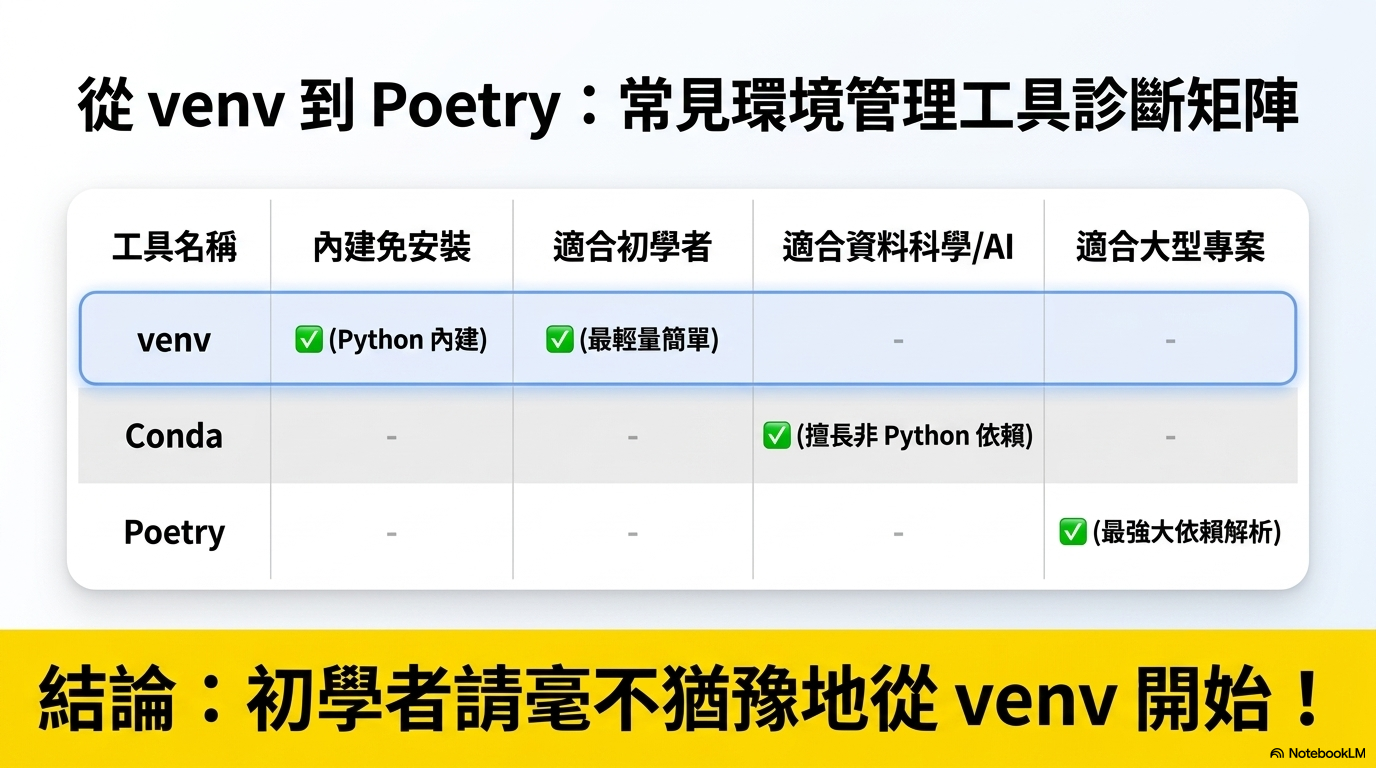 從 venv 到 Poetry：常見環境管理工具診斷矩陣
工具名稱 內建免安裝 適合初學者 適合資料科學/AI 適合大型專案
venv ✅ (Python 內建) ✅ (最輕量簡單) - -
Conda - - ✅ (擅長非 Python 依賴) -
Poetry - - - ✅ (最強大依賴解析)
結論：初學者請毫不猶豫地從 venv 開始！
NotebookLM